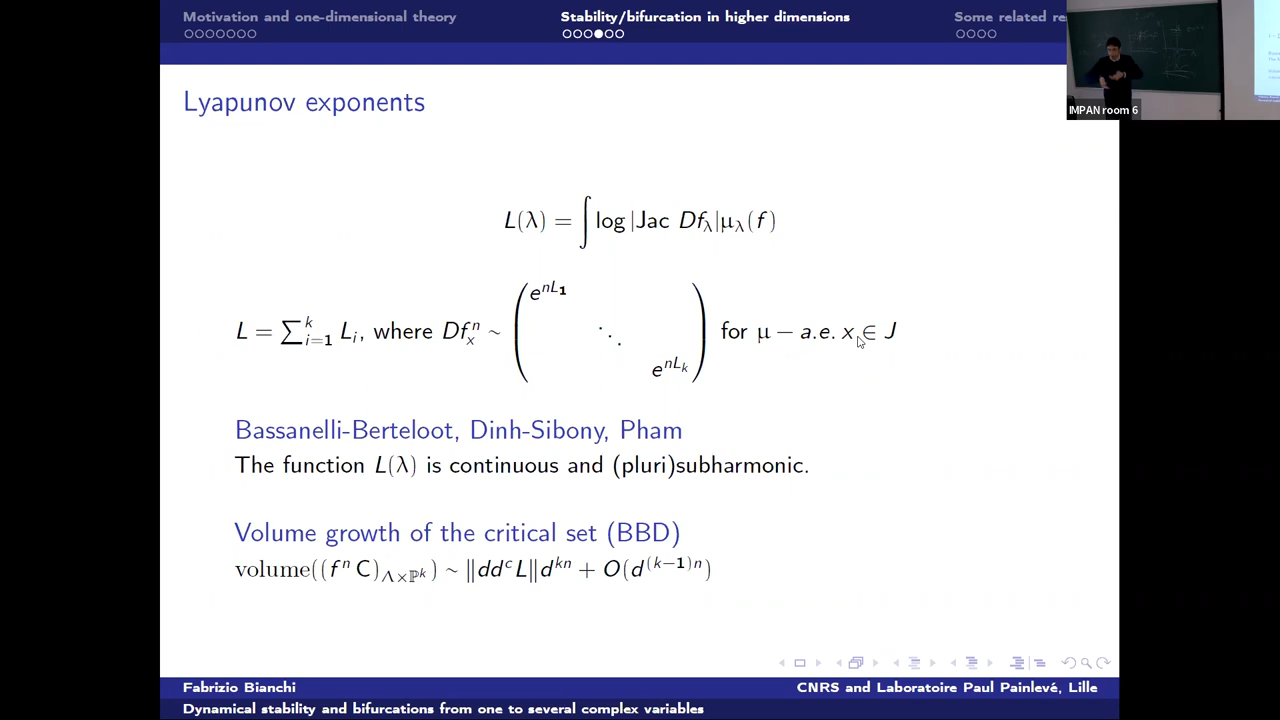 Motivation and one-dimensional theory
Stability/bifurcation in higher dimensions
Some related re
IMPAN room 6
Lyapunov exponents
L(λ) = ∫ log |Jac Df_λ| μ_λ(f)
L = ∑_{i=1}^k L_i, where Df_x^n ∼ ( e^{nL_1} ⋱ e^{nL_k} ) for μ − a.e. x ∈ J
Bassanelli-Berteloot, Dinh-Sibony, Pham
The function L(λ) is continuous and (pluri)subharmonic.
Volume growth of the critical set (BBD)
volume((f^n C)_{Λ×ℙ^k}) ∼ ‖dd^c L‖d^{kn} + O(d^{(k−1)n})
Fabrizio Bianchi
CNRS and Laboratoire Paul Painlevé, Lille
Dynamical stability and bifurcations from one to several complex variables